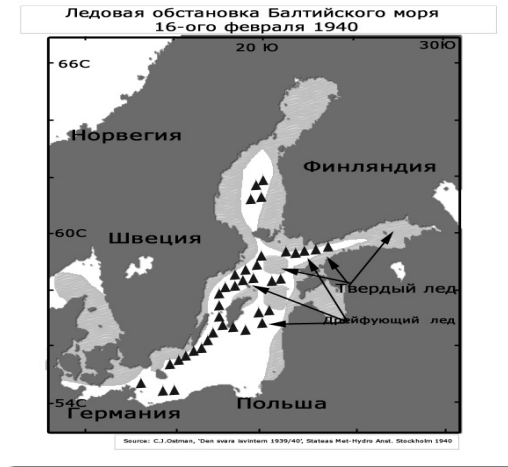 Ледовая обстановка Балтийского моря
16-ого февраля 1940
20 Ю
30Ю
66С
Норвегия
Финляндия
60С
Швеция
Твердый лед
Дрейфующий лед
54С
Германия
Польша
Source: C.J.Ostman, 'Den svara isvintern 1939/40', Stateas Met-Hydro Anst. Stockholm 1940